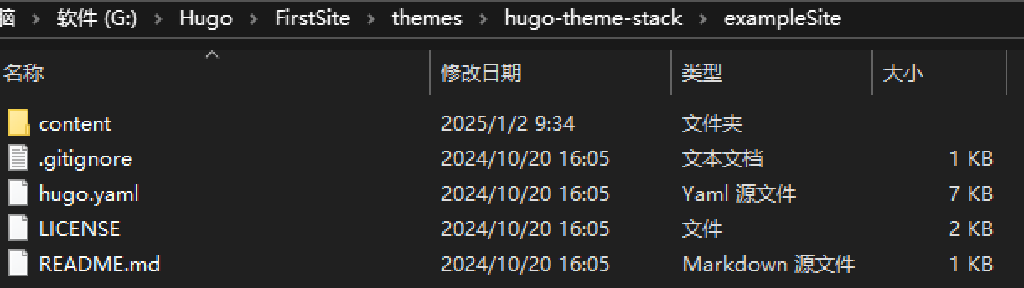 脑 › 软件 (G:) › Hugo › FirstSite › themes › hugo-theme-stack › exampleSite
名称 修改日期 类型 大小
content 2025/1/2 9:34 文件夹
.gitignore 2024/10/20 16:05 文本文档 1 KB
hugo.yaml 2024/10/20 16:05 Yaml 源文件 7 KB
LICENSE 2024/10/20 16:05 文件 2 KB
README.md 2024/10/20 16:05 Markdown 源文件 1 KB